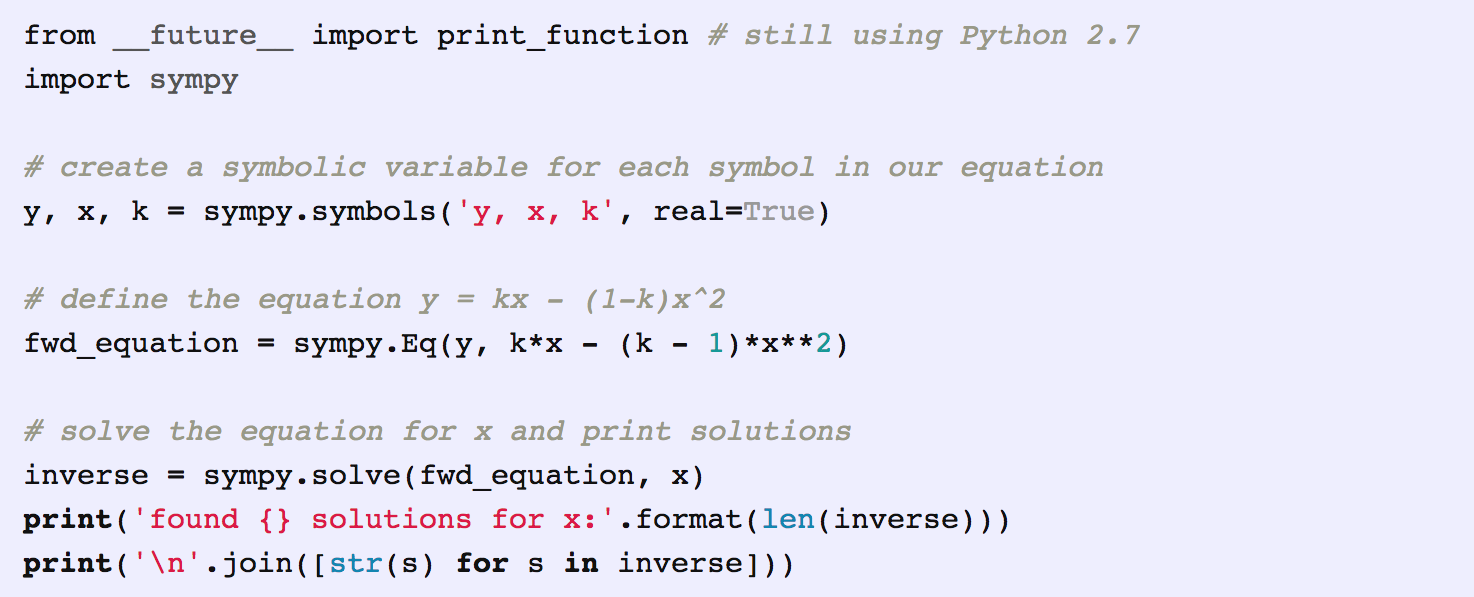 from __future__ import print_function # still using Python 2.7
import sympy
# create a symbolic variable for each symbol in our equation
y, x, k = sympy.symbols('y, x, k', real=True)
# define the equation y = kx - (1-k)x^2
fwd_equation = sympy.Eq(y, k*x - (k - 1)*x**2)
# solve the equation for x and print solutions
inverse = sympy.solve(fwd_equation, x)
print('found {} solutions for x:'.format(len(inverse)))
print('\n'.join([str(s) for s in inverse]))